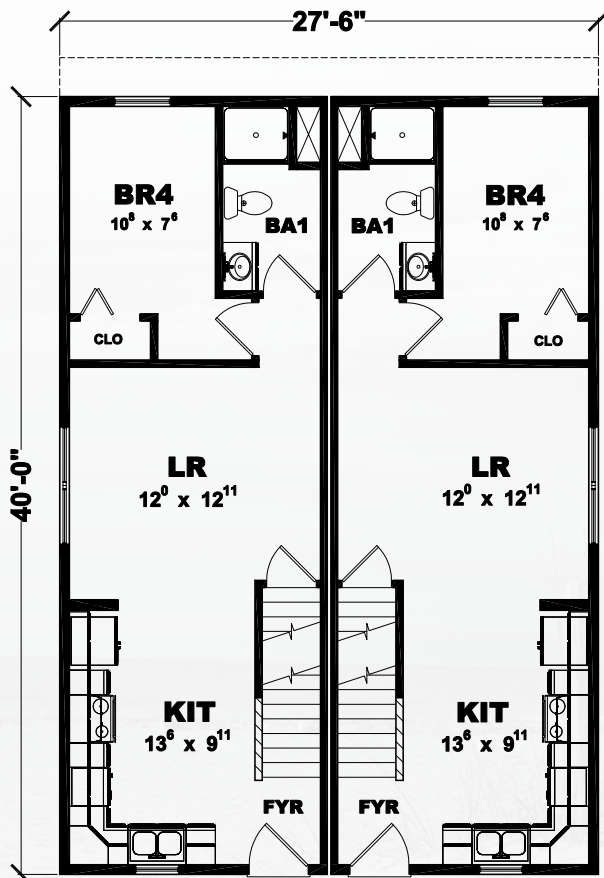 27'-6"
BR4
10⁸ x 7⁶
BA1
CLO
BA1
BR4
10⁸ x 7⁶
CLO
40'-0"
LR
12⁰ x 12¹¹
LR
12⁰ x 12¹¹
KIT
13⁶ x 9¹¹
FYR
KIT
13⁶ x 9¹¹
FYR